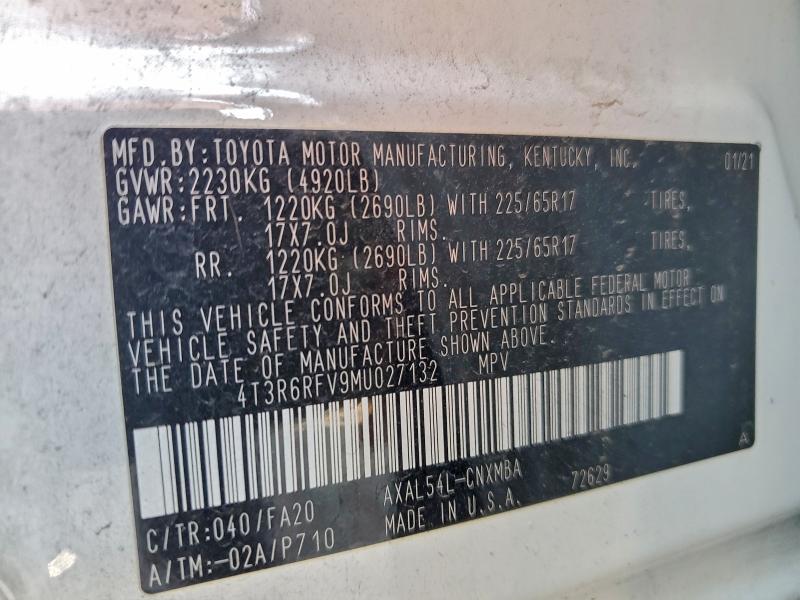 MFD.BY:TOYOTA MOTOR MANUFACTURING, KENTUCKY, INC. 01/21
GVWR:2230KG (4920LB)
GAWR:FRT. 1220KG (2690LB) WITH 225/65R17 TIRES,
17X7.0J RIMS.
RR. 1220KG (2690LB) WITH 225/65R17 TIRES,
17X7.0J RIMS.
THIS VEHICLE CONFORMS TO ALL APPLICABLE FEDERAL MOTOR
VEHICLE SAFETY AND THEFT PREVENTION STANDARDS IN EFFECT ON
THE DATE OF MANUFACTURE SHOWN ABOVE.
4T3R6RFV9MU027132 MPV
A
C/TR:040/FA20 AXAL54L-CNXMBA 72629
A/TM:-02A/P710 MADE IN U.S.A.